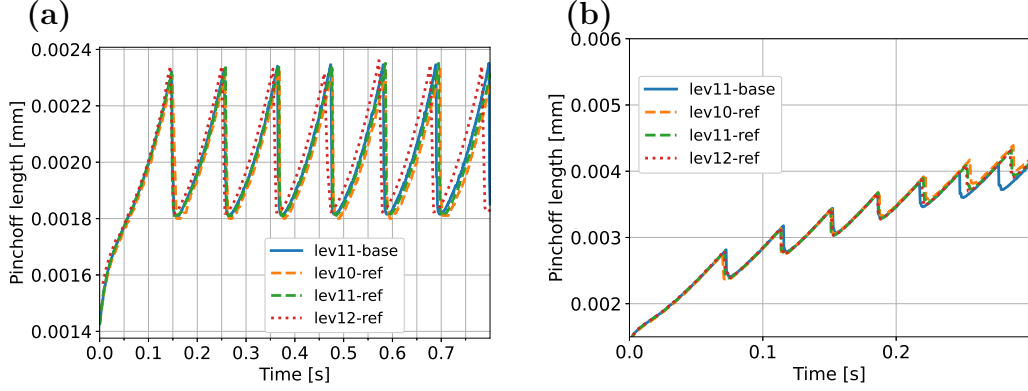 (a)
Pinchoff length [mm]
0.0024
0.0022
0.0020
0.0018
0.0016
0.0014
lev11-base
lev10-ref
lev11-ref
lev12-ref
0.0 0.1 0.2 0.3 0.4 0.5 0.6 0.7
Time [s]
(b)
Pinchoff length [mm]
0.006
0.005
0.004
0.003
0.002
lev11-base
lev10-ref
lev11-ref
lev12-ref
0.0 0.1 0.2
Time [s]